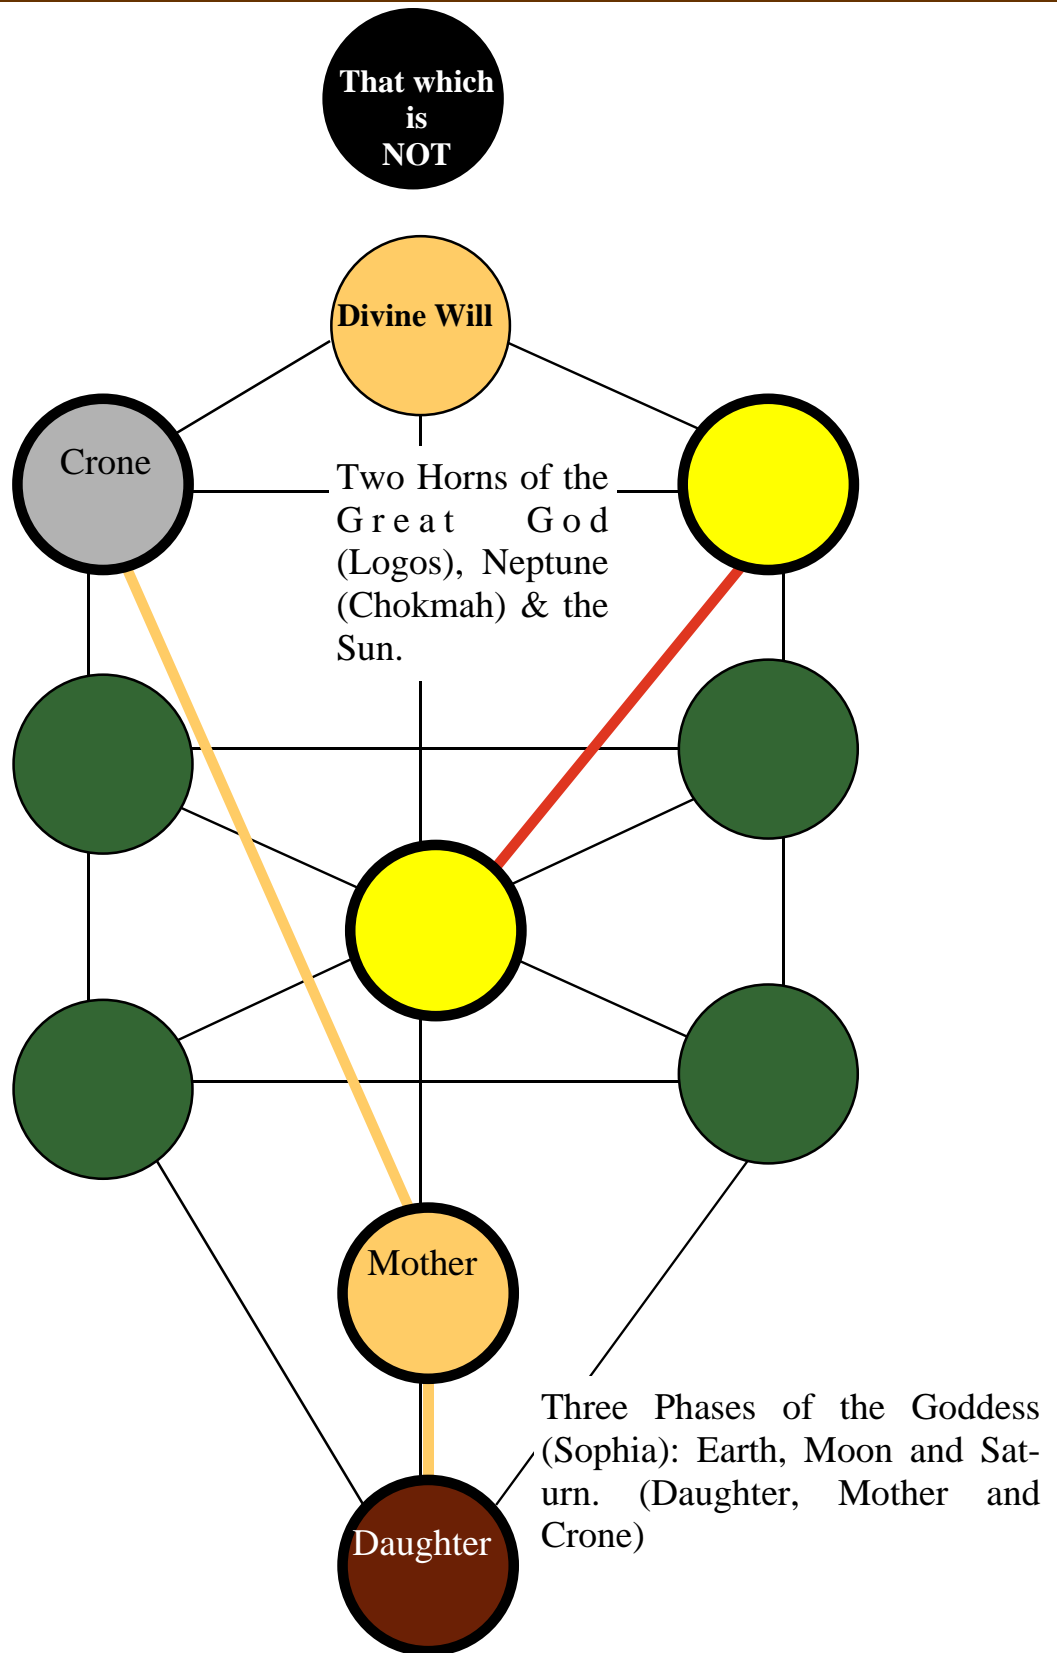 That which
is
NOT
Divine Will
Crone
Two Horns of the
Great God
(Logos), Neptune
(Chokmah) & the
Sun.
Mother
Three Phases of the Goddess
(Sophia): Earth, Moon and Sat-
urn. (Daughter, Mother and
Crone)
Daughter